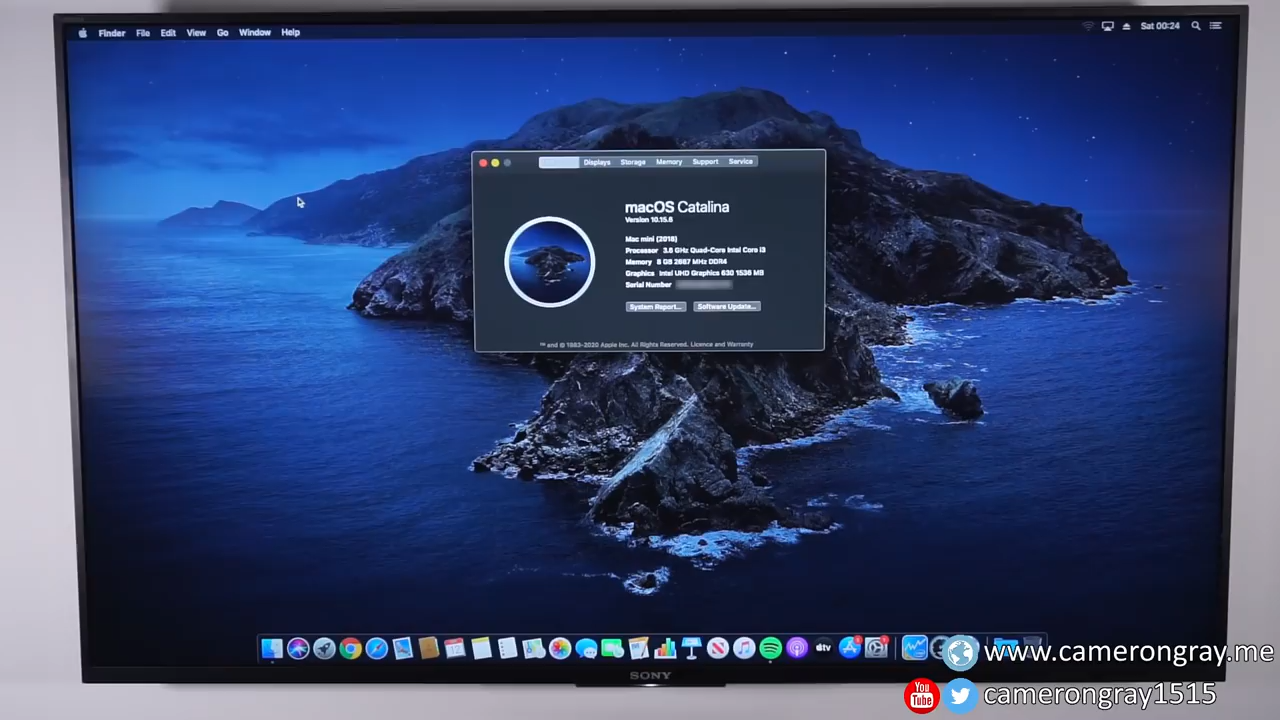 Finder File Edit View Go Window Help
Sat 00:24
Displays Storage Memory Support Service
macOS Catalina
Version 10.15.6
Mac mini (2018)
Processor 3.6 GHz Quad-Core Intel Core i3
Memory 8 GB 2667 MHz DDR4
Graphics Intel UHD Graphics 630 1536 MB
Serial Number
System Report... Software Update...
™ and © 1983-2020 Apple Inc. All Rights Reserved. Licence and Warranty
tv
SONY
www.camerongray.me
You
Tube
camerongray1515